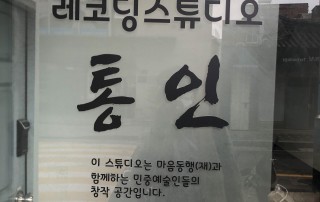 레코딩스튜디오
통인
이 스튜디오는 마음동행(재)과
함께하는 민중예술인들의
창작 공간입니다.